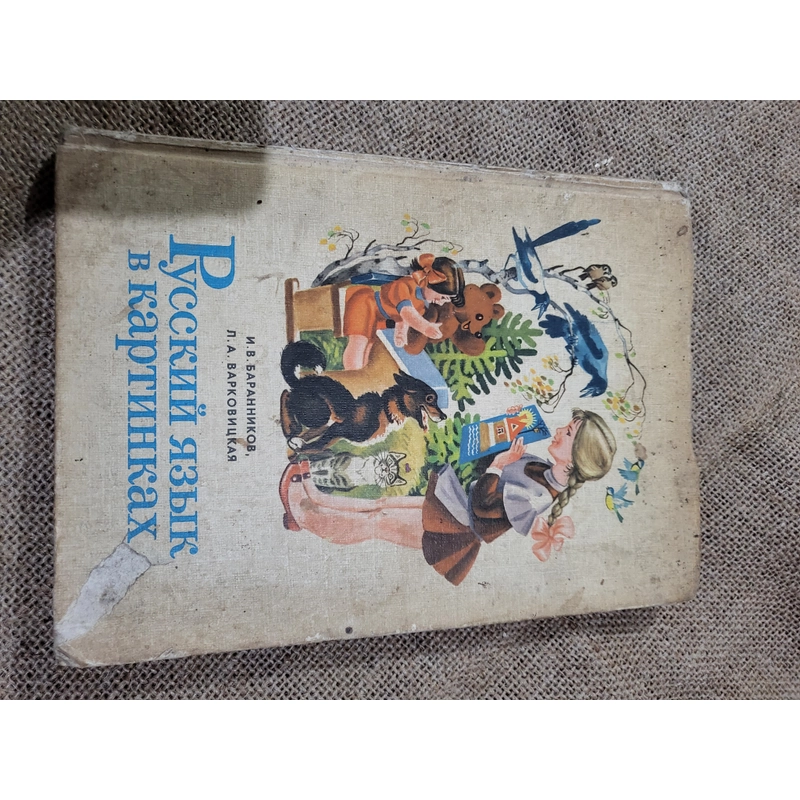 И.В. БАРАННИКОВ,
Л.А. ВАРКОВИЦКАЯ
Русский язык
в картинках